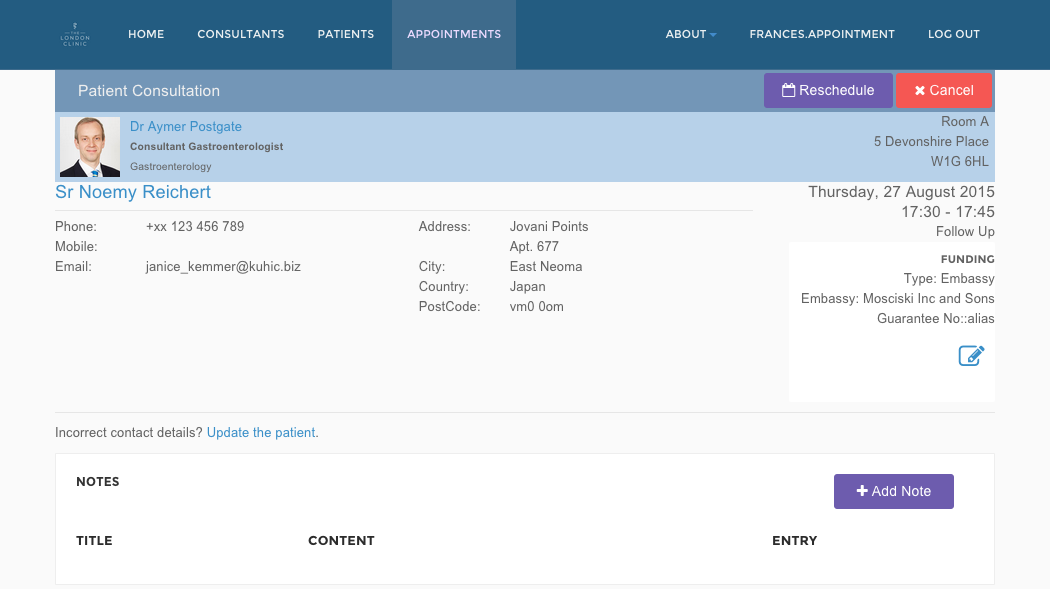 THE
LONDON
CLINIC
HOME CONSULTANTS PATIENTS APPOINTMENTS ABOUT FRANCES.APPOINTMENT LOG OUT
Patient Consultation
Reschedule
Cancel
Dr Aymer Postgate
Consultant Gastroenterologist
Gastroenterology
Room A
5 Devonshire Place
W1G 6HL
Sr Noemy Reichert
Thursday, 27 August 2015
17:30 - 17:45
Follow Up
Phone: +xx 123 456 789
Mobile:
Email: janice_kemmer@kuhic.biz
Address: Jovani Points
Apt. 677
City: East Neoma
Country: Japan
PostCode: vm0 0om
FUNDING
Type: Embassy
Embassy: Mosciski Inc and Sons
Guarantee No::alias
Incorrect contact details? Update the patient.
NOTES
Add Note
TITLE CONTENT ENTRY